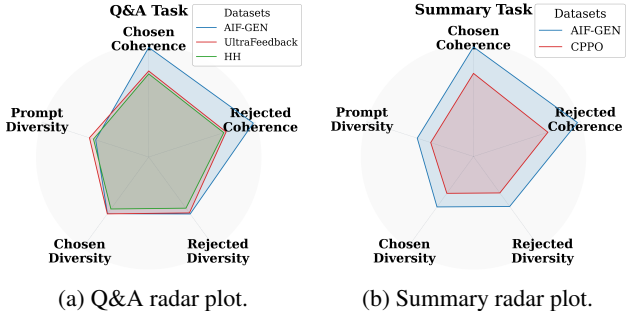 Q&A Task
Datasets
AIF-GEN
UltraFeedback
HH
Chosen
Coherence
Prompt
Diversity
Rejected
Coherence
Chosen
Diversity
Rejected
Diversity
(a) Q&A radar plot.
Summary Task
Datasets
AIF-GEN
CPPO
Chosen
Coherence
Prompt
Diversity
Rejected
Coherence
Chosen
Diversity
Rejected
Diversity
(b) Summary radar plot.